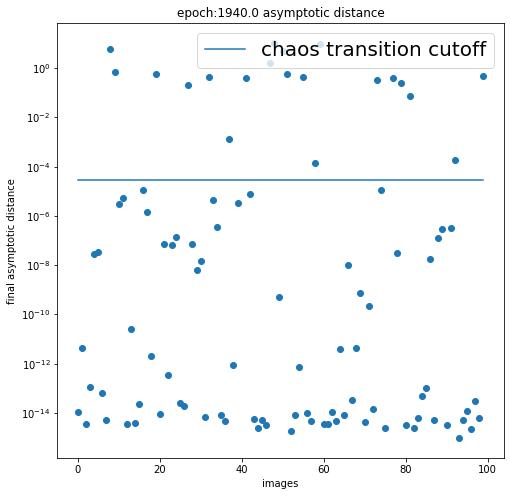 epoch:1940.0 asymptotic distance
chaos transition cutoff
final asymptotic distance
10⁰
10⁻²
10⁻⁴
10⁻⁶
10⁻⁸
10⁻¹⁰
10⁻¹²
10⁻¹⁴
0 20 40 60 80 100
images